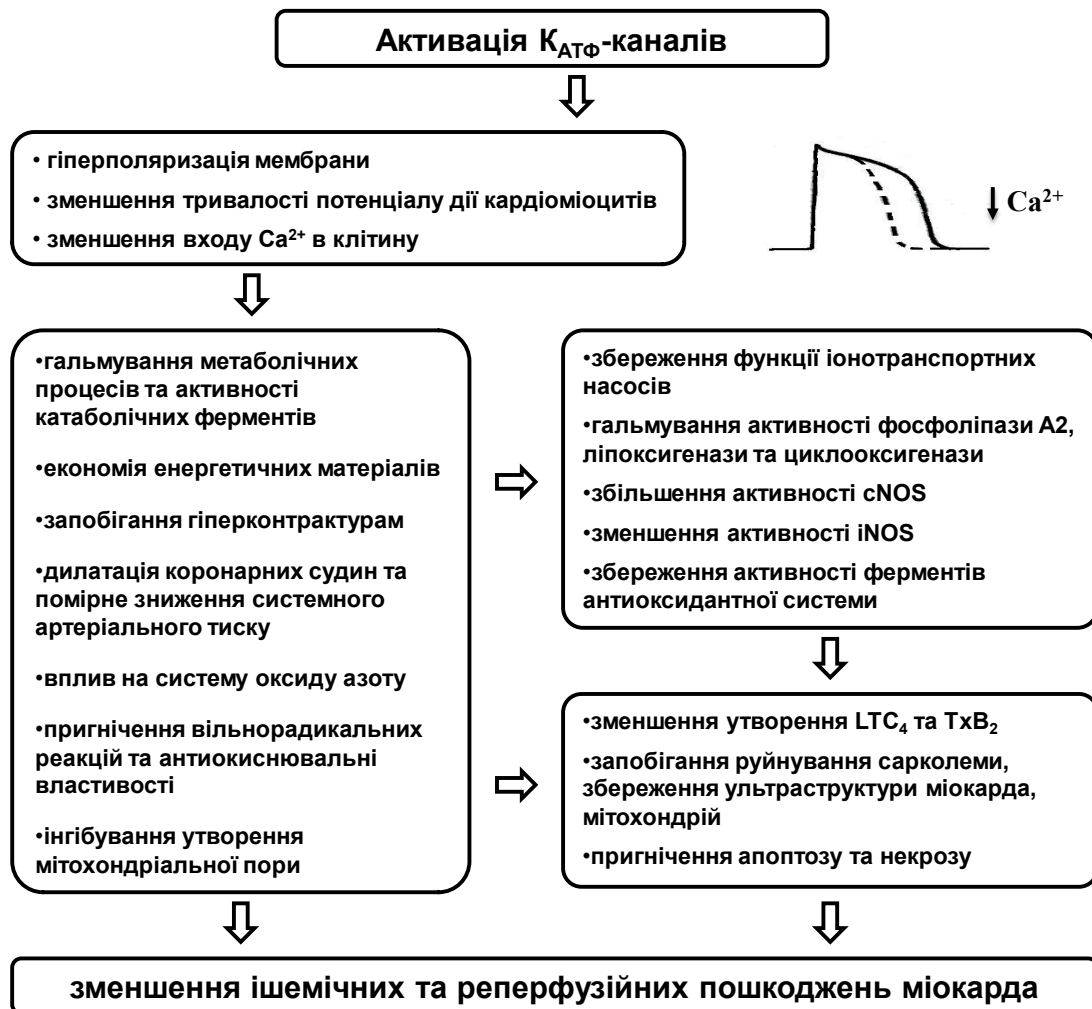 Активація К_АТФ-каналів
• гіперполяризація мембрани
• зменшення тривалості потенціалу дії кардіоміоцитів
• зменшення входу Ca²⁺ в клітину
↓ Ca²⁺
•гальмування метаболічних
процесів та активності
катаболічних ферментів
•економія енергетичних матеріалів
•запобігання гіперконтрактурам
•дилатація коронарних судин та
помірне зниження системного
артеріального тиску
•вплив на систему оксиду азоту
•пригнічення вільнорадикальних
реакцій та антиокиснювальні
властивості
•інгібування утворення
мітохондріальної пори
•збереження функції іонотранспортних
насосів
•гальмування активності фосфоліпази А2,
ліпоксигенази та циклооксигенази
•збільшення активності cNOS
•зменшення активності iNOS
•збереження активності ферментів
антиоксидантної системи
•зменшення утворення LTC₄ та TxB₂
•запобігання руйнування сарколеми,
збереження ультраструктури міокарда,
мітохондрій
•пригнічення апоптозу та некрозу
зменшення ішемічних та реперфузійних пошкоджень міокарда